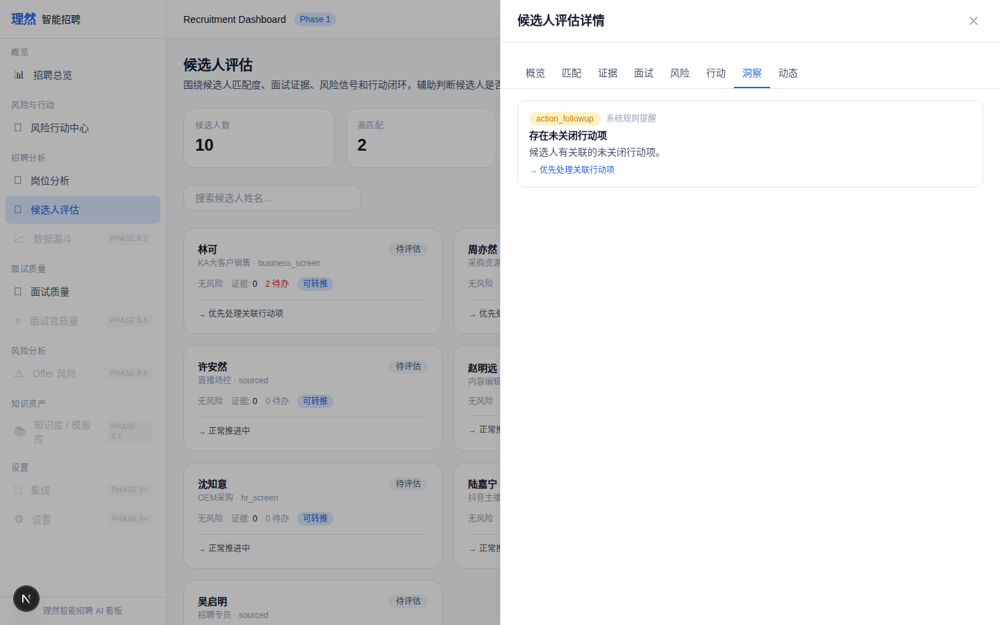 理然 智能招聘
概览
招聘总览
风险与行动
风险行动中心
招聘分析
岗位分析
候选人评估
数据漏斗 PHASE 8.2
面试质量
面试质量
面试官质量 PHASE 8.5
风险分析
Offer 风险 PHASE 8.6
知识资产
知识库 / 模板库 PHASE 8.7
设置
集成 PHASE 9+
设置 PHASE 9+
N
理然智能招聘 AI 看板
Recruitment Dashboard Phase 1
候选人评估
围绕候选人匹配度、面试证据、风险信号和行动闭环，辅助判断候选人是否
候选人数
10
高匹配
2
搜索候选人姓名...
林可 待评估
KA大客户销售 · business_screen
无风险 证据: 0 2 待办 可转推
→ 优先处理关联行动项
周亦然
采购资源
无风险
→ 优先处
许安然 待评估
直播场控 · sourced
无风险 证据: 0 0 待办 可转推
→ 正常推进中
赵明远
内容编辑
无风险
→ 正常推
沈知意 待评估
OEM采购 · hr_screen
无风险 证据: 0 0 待办 可转推
→ 正常推进中
陆嘉宁
抖音主播
无风险
→ 正常推
吴启明 待评估
招聘专员 · sourced
候选人评估详情
概览 匹配 证据 面试 风险 行动 洞察 动态
action_followup 系统规则提醒
存在未关闭行动项
候选人有关联的未关闭行动项。
→ 优先处理关联行动项